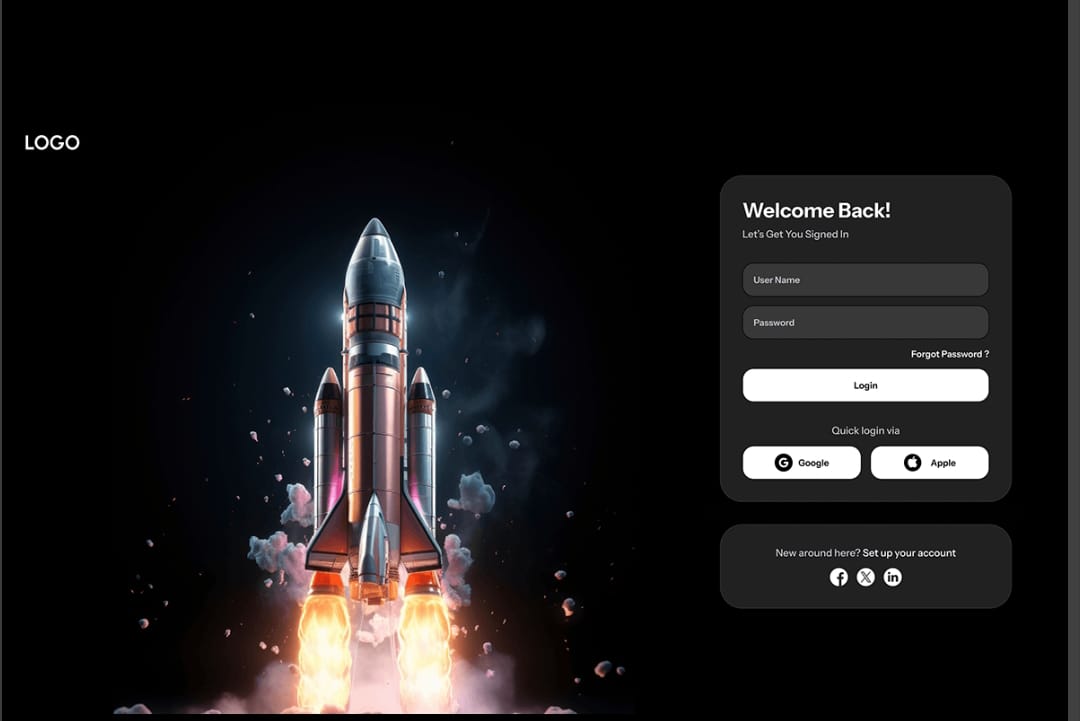 LOGO
Welcome Back!
Let's Get You Signed In
User Name
Password
Forgot Password ?
Login
Quick login via
G Google
Apple
New around here? Set up your account
f X in